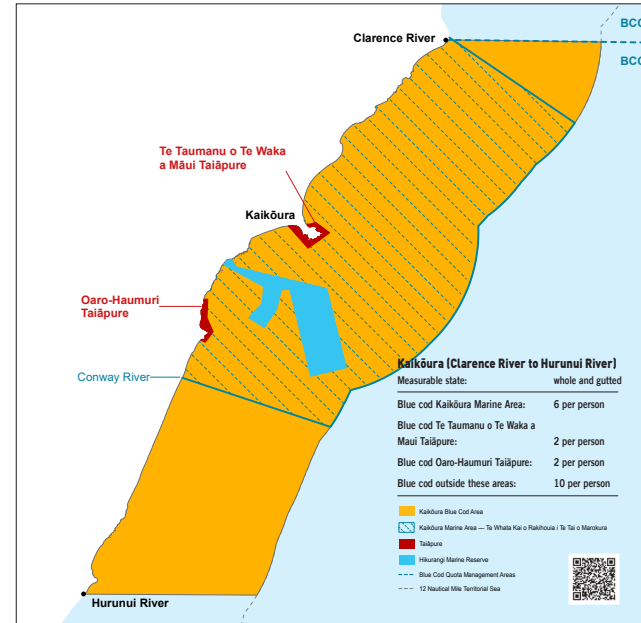 BCO
Clarence River
BCO
Te Taumanu o Te Waka
a Māui Taiāpure
Kaikōura
Oaro-Haumuri
Taiāpure
Conway River
Kaikōura (Clarence River to Hurunui River)
Measurable state: whole and gutted
Blue cod Kaikōura Marine Area: 6 per person
Blue cod Te Taumanu o Te Waka a
Maui Taiāpure: 2 per person
Blue cod Oaro-Haumuri Taiāpure: 2 per person
Blue cod outside these areas: 10 per person
Kaikōura Blue Cod Area
Kaikōura Marine Area — Te Whata Kai o Rakihouia i Te Tai o Marokura
Taiāpure
Hikurangi Marine Reserve
Blue Cod Quota Management Areas
12 Nautical Mile Territorial Sea
Hurunui River